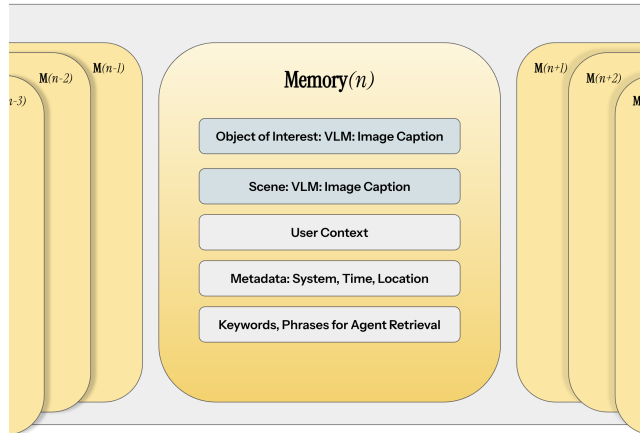 M(n-2)
M(n-1)
Memory(n)
Object of Interest: VLM: Image Caption
Scene: VLM: Image Caption
User Context
Metadata: System, Time, Location
Keywords, Phrases for Agent Retrieval
M(n+1)
M(n+2)
n-3)
M